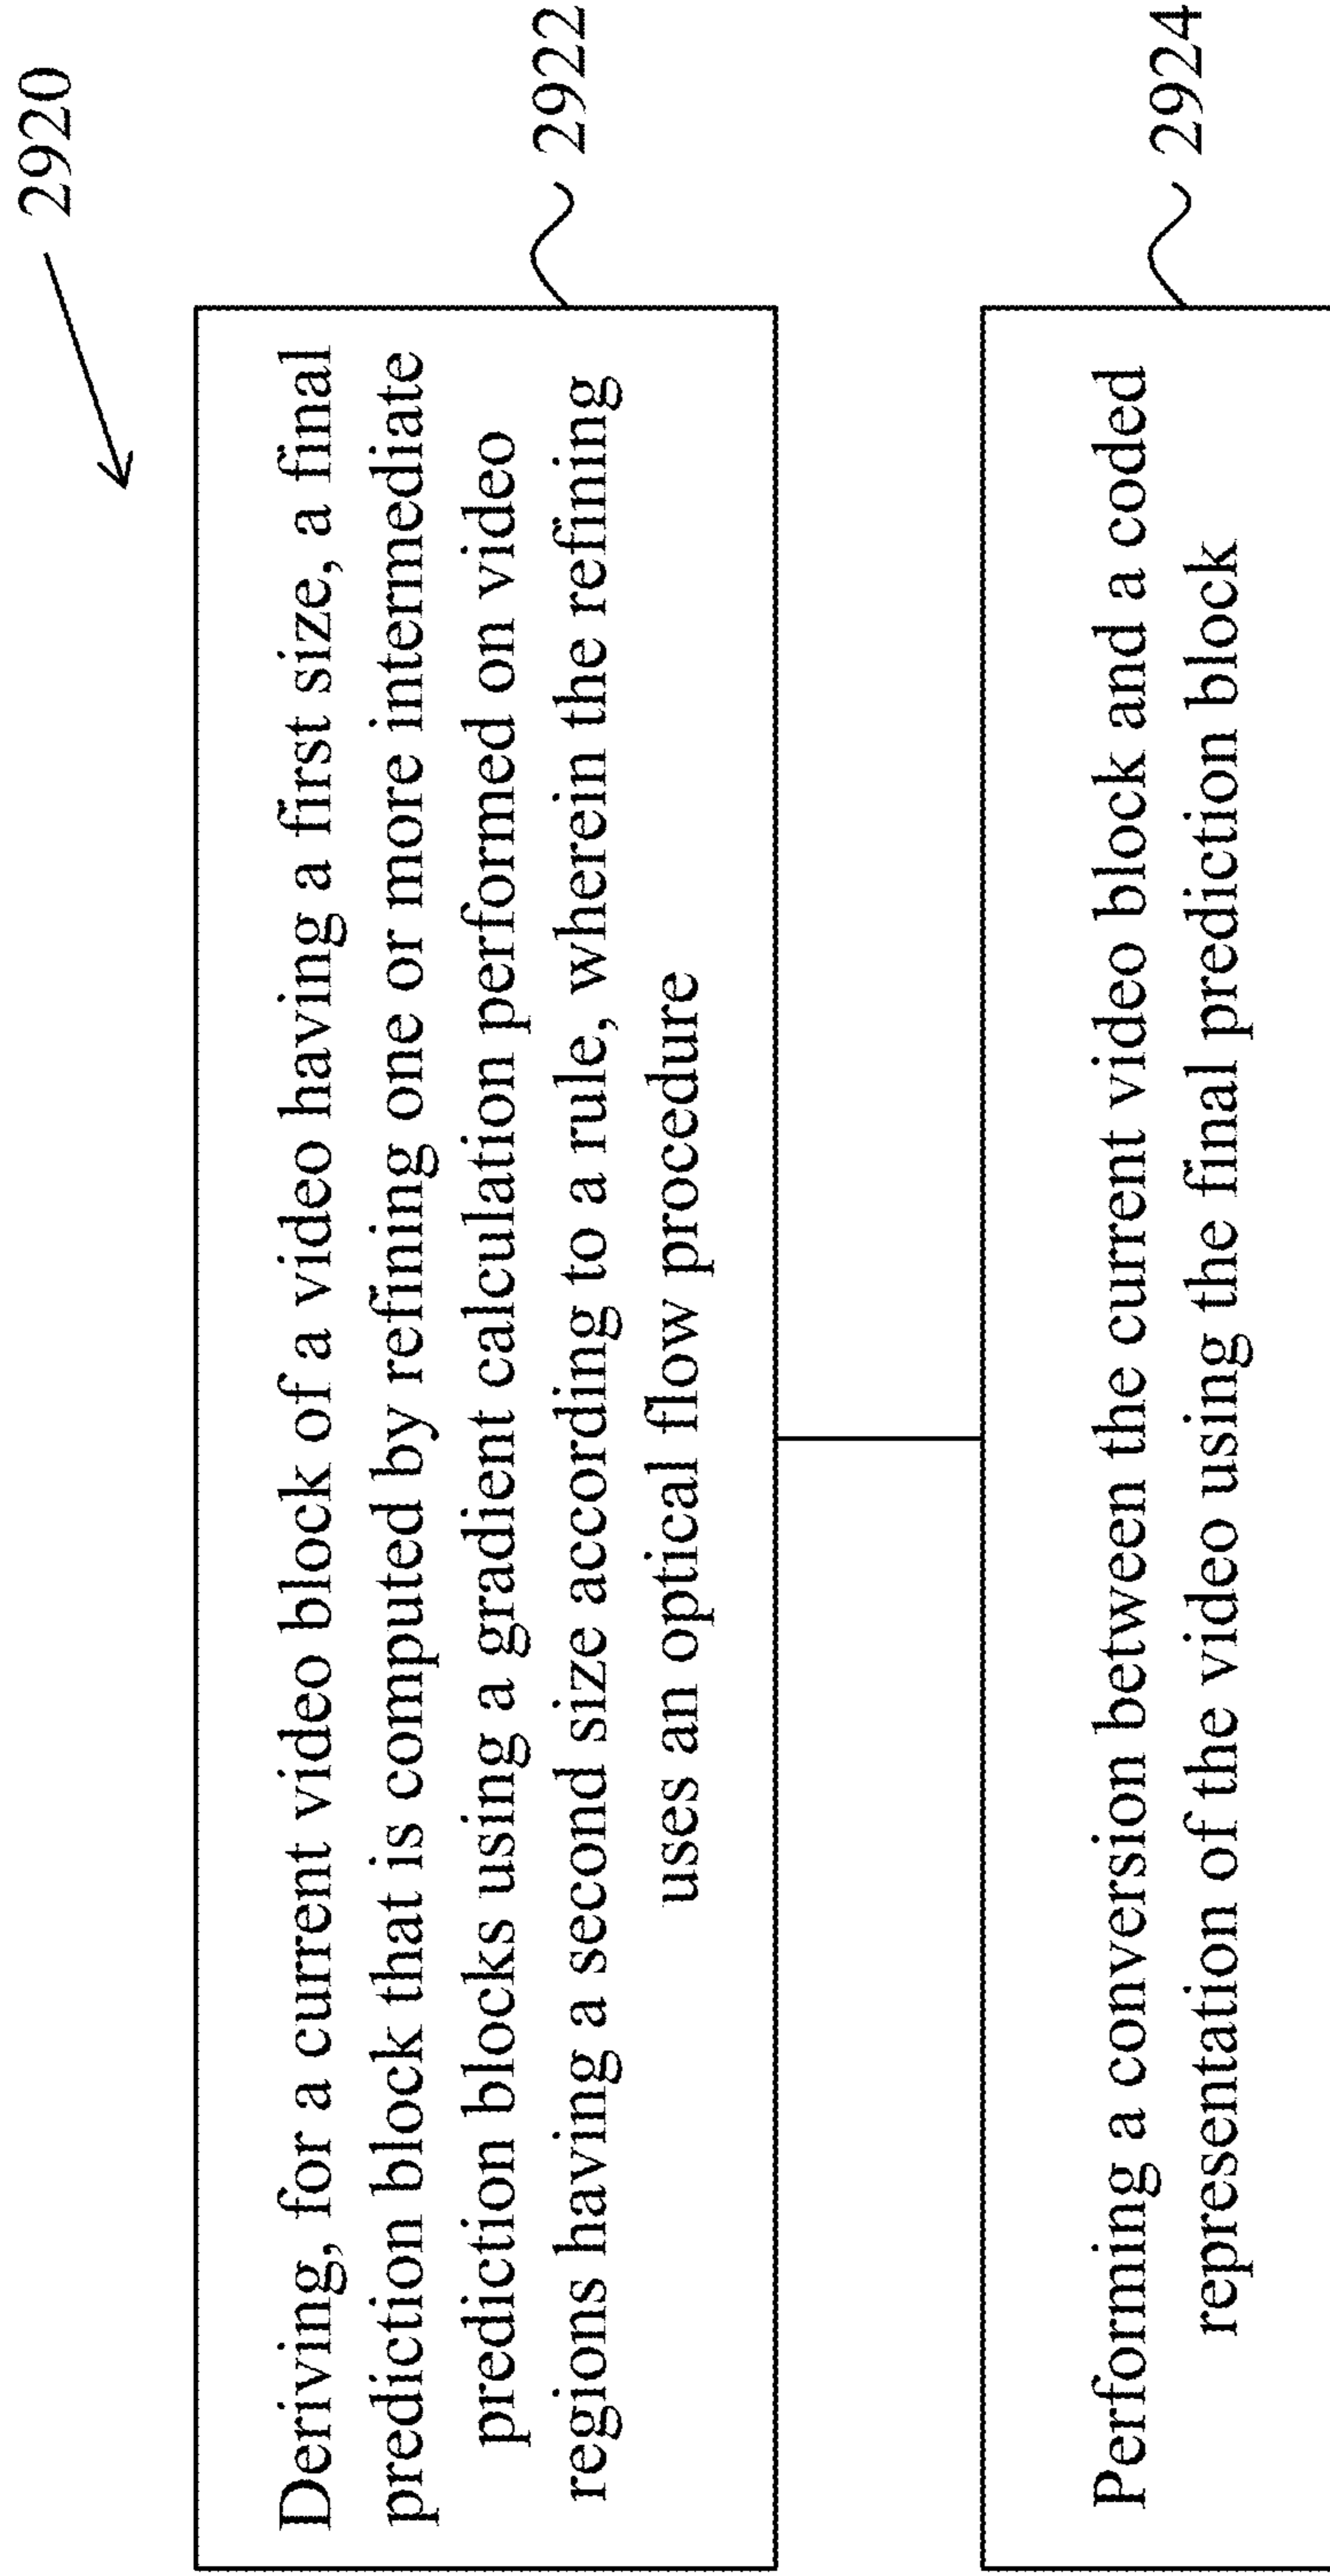 2920
Deriving, for a current video block of a video having a first size, a final
prediction block that is computed by refining one or more intermediate
prediction blocks using a gradient calculation performed on video
regions having a second size according to a rule, wherein the refining
uses an optical flow procedure
2922
Performing a conversion between the current video block and a coded
representation of the video using the final prediction block
2924